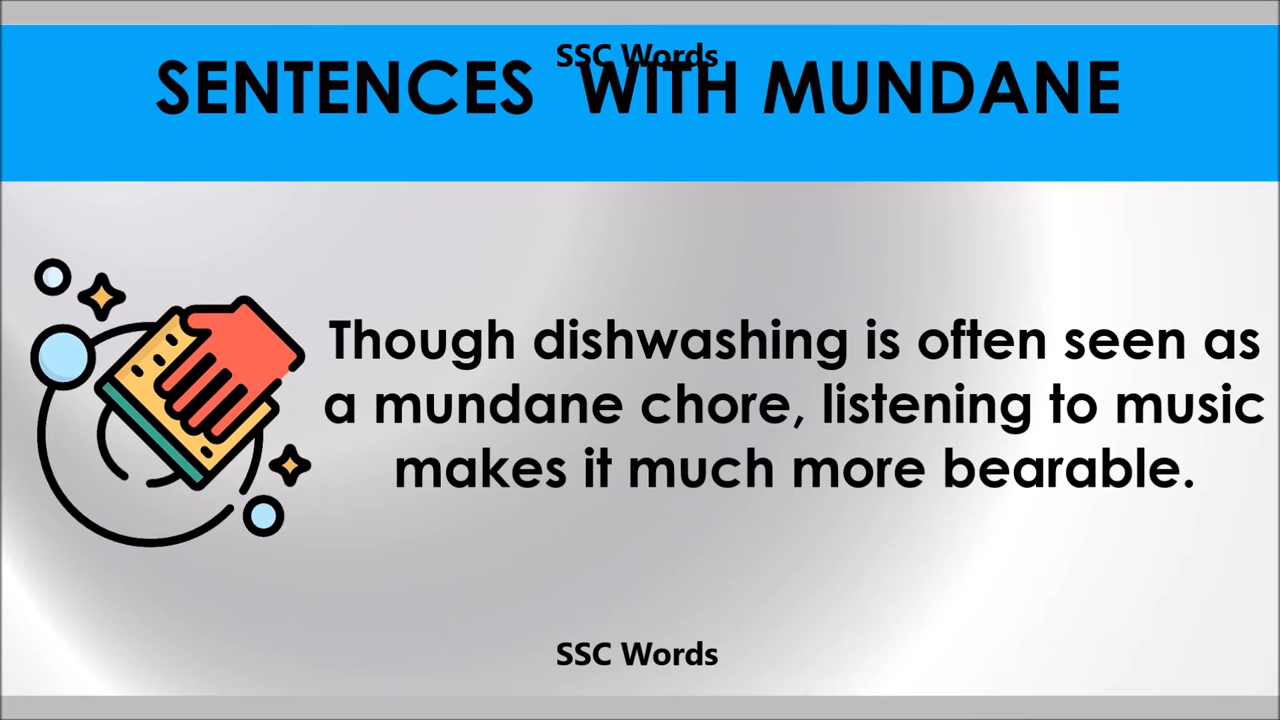 SSC Words
SENTENCES WITH MUNDANE
Though dishwashing is often seen as
a mundane chore, listening to music
makes it much more bearable.
SSC Words